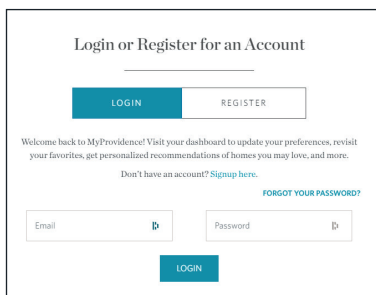 Login or Register for an Account
LOGIN
REGISTER
Welcome back to MyProvidence! Visit your dashboard to update your preferences, revisit
your favorites, get personalized recommendations of homes you may love, and more.
Don't have an account? Signup here.
FORGOT YOUR PASSWORD?
Email
Password
LOGIN